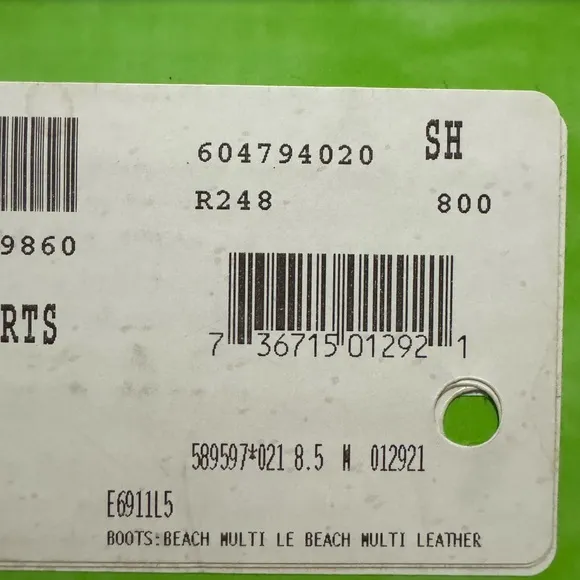 604794020 SH
R248 800
9860
RTS
7 36715 01292 1
589597*021 8.5 M 012921
E6911L5
BOOTS:BEACH MULTI LE BEACH MULTI LEATHER